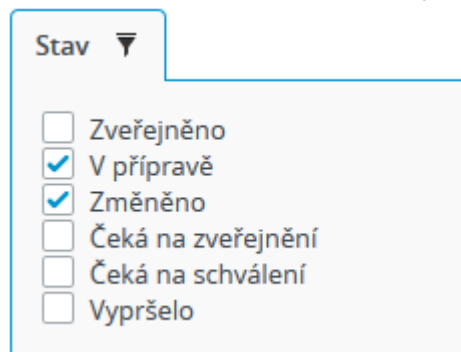 Stav
Zveřejněno
V přípravě
Změněno
Čeká na zveřejnění
Čeká na schválení
Vypršelo